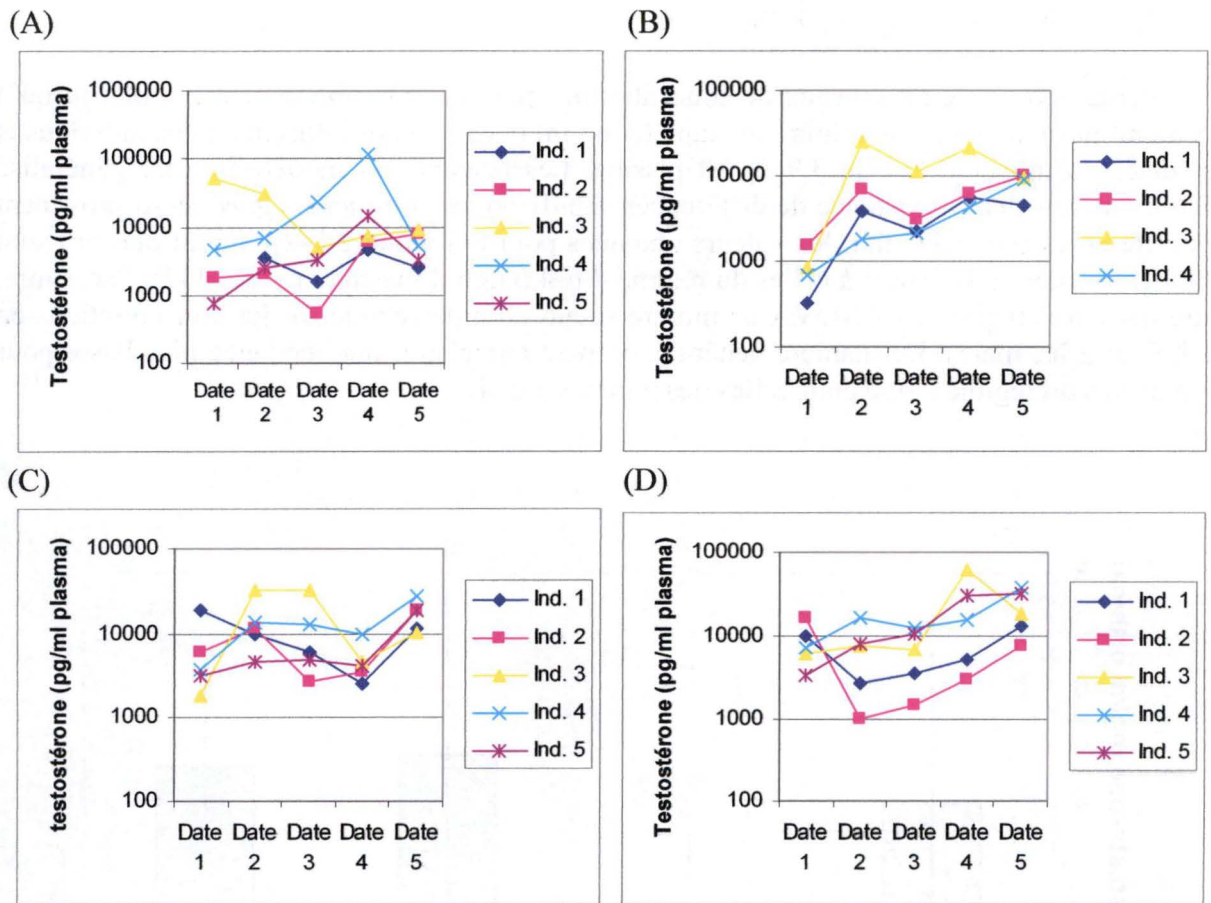 (A)
Testostérone (pg/ml plasma)
1000000
100000
10000
1000
100
Date Date Date Date Date
1 2 3 4 5
Ind. 1
Ind. 2
Ind. 3
Ind. 4
Ind. 5
(B)
Testostérone (pg/ml plasma)
100000
10000
1000
100
Date Date Date Date Date
1 2 3 4 5
Ind. 1
Ind. 2
Ind. 3
Ind. 4
(C)
testostérone (pg/ml plasma)
100000
10000
1000
100
Date Date Date Date Date
1 2 3 4 5
Ind. 1
Ind. 2
Ind. 3
Ind. 4
Ind. 5
(D)
Testostérone (pg/ml plasma)
100000
10000
1000
100
Date Date Date Date Date
1 2 3 4 5
Ind. 1
Ind. 2
Ind. 3
Ind. 4
Ind. 5